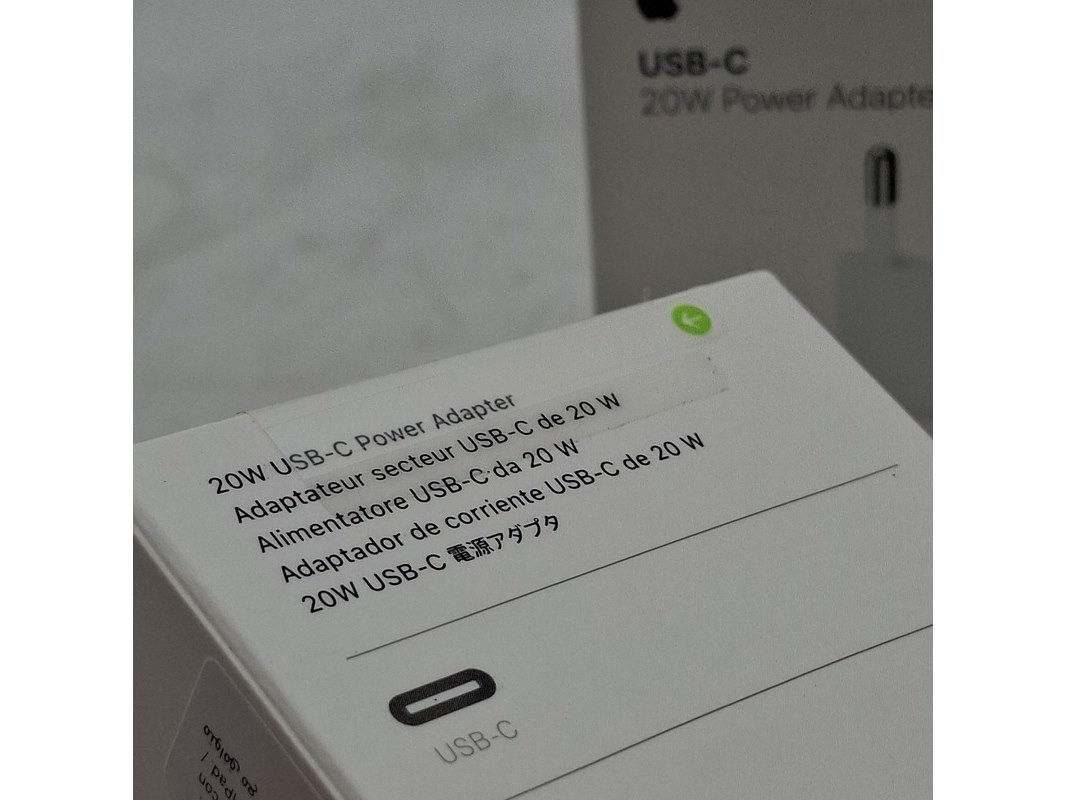 USB-C
20W Power Adapte
20W USB-C Power Adapter
Adaptateur secteur USB-C de 20 W
Alimentatore USB-C da 20 W
Adaptador de corriente USB-C de 20 W
20W USB-C 電源アダプタ
USB-C